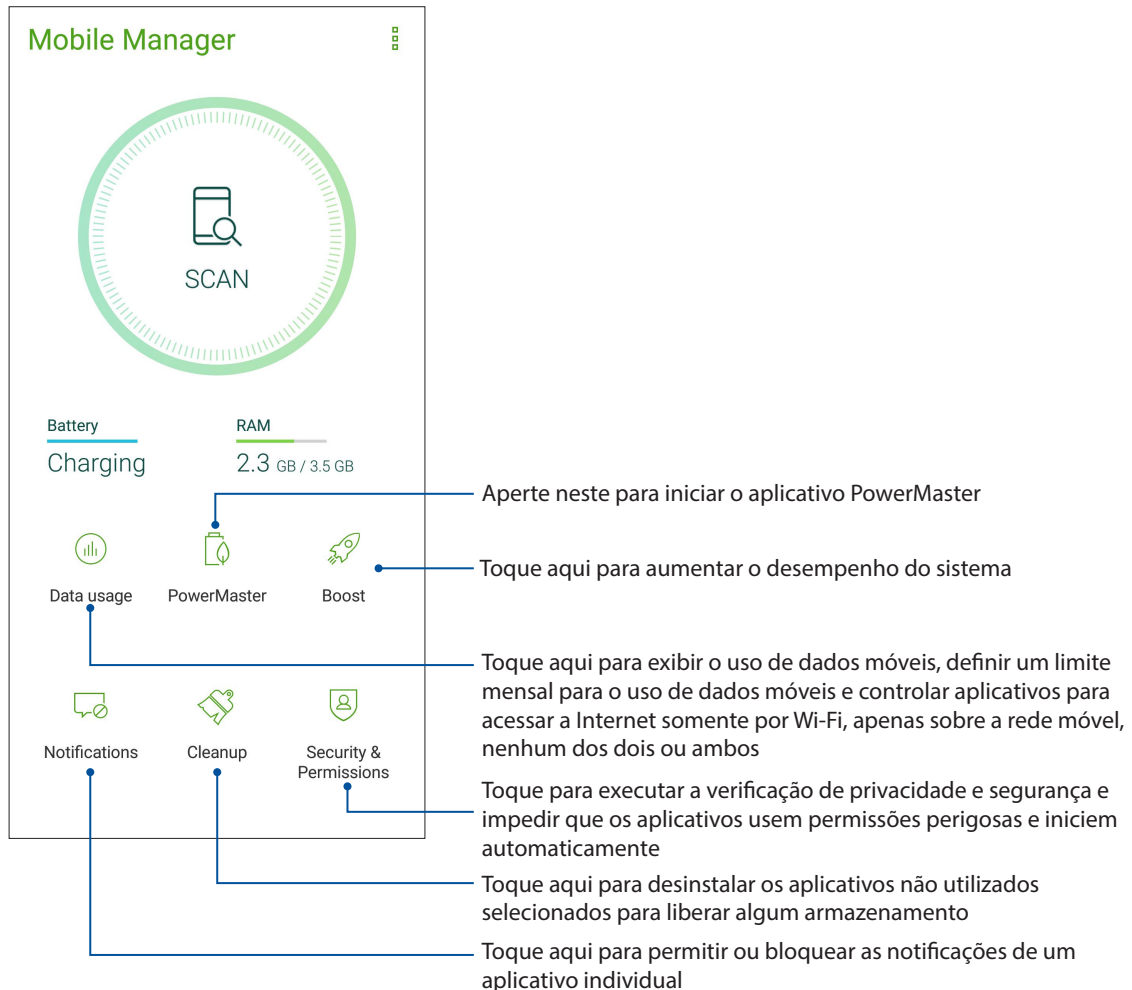 Mobile Manager
SCAN
Battery
RAM
Charging
2.3 GB / 3.5 GB
Aperte neste para iniciar o aplicativo PowerMaster
Toque aqui para aumentar o desempenho do sistema
Data usage
PowerMaster
Boost
Toque aqui para exibir o uso de dados móveis, definir um limite
mensal para o uso de dados móveis e controlar aplicativos para
acessar a Internet somente por Wi-Fi, apenas sobre a rede móvel,
nenhum dos dois ou ambos
Notifications
Cleanup
Security &
Permissions
Toque para executar a verificação de privacidade e segurança e
impedir que os aplicativos usem permissões perigosas e iniciem
automaticamente
Toque aqui para desinstalar os aplicativos não utilizados
selecionados para liberar algum armazenamento
Toque aqui para permitir ou bloquear as notificações de um
aplicativo individual